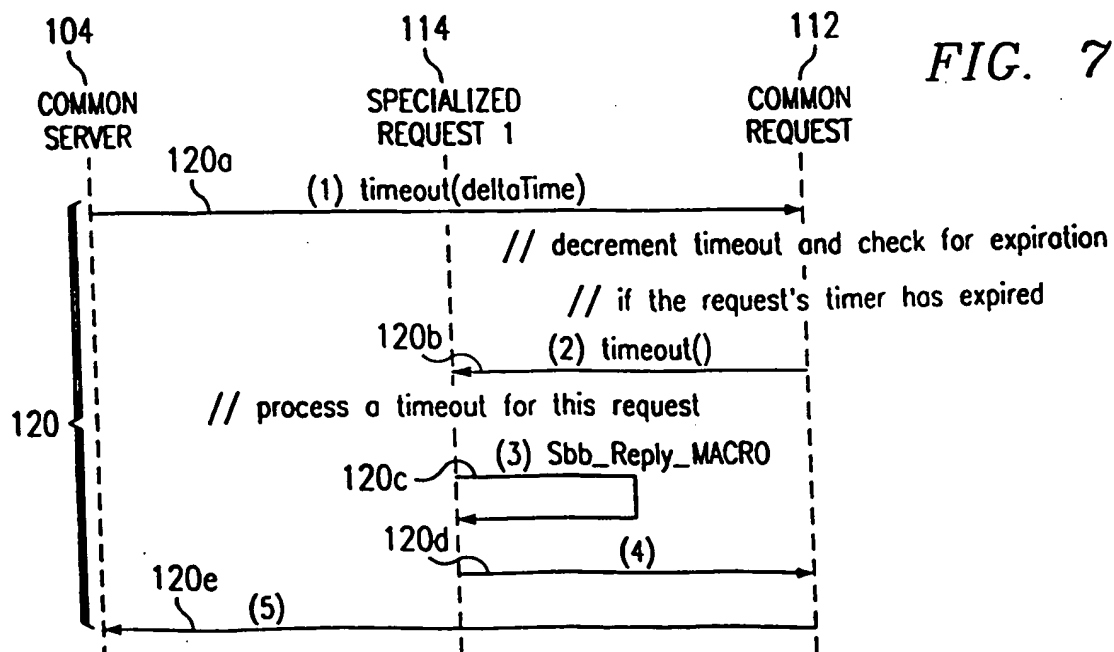 104
114
112
FIG. 7
COMMON
SERVER
SPECIALIZED
REQUEST 1
COMMON
REQUEST
120a
(1) timeout(deltaTime)
// decrement timeout and check for expiration
// if the request's timer has expired
120b
(2) timeout()
// process a timeout for this request
120
(3) Sbb_Reply_MACRO
120c
120d
(4)
120e
(5)